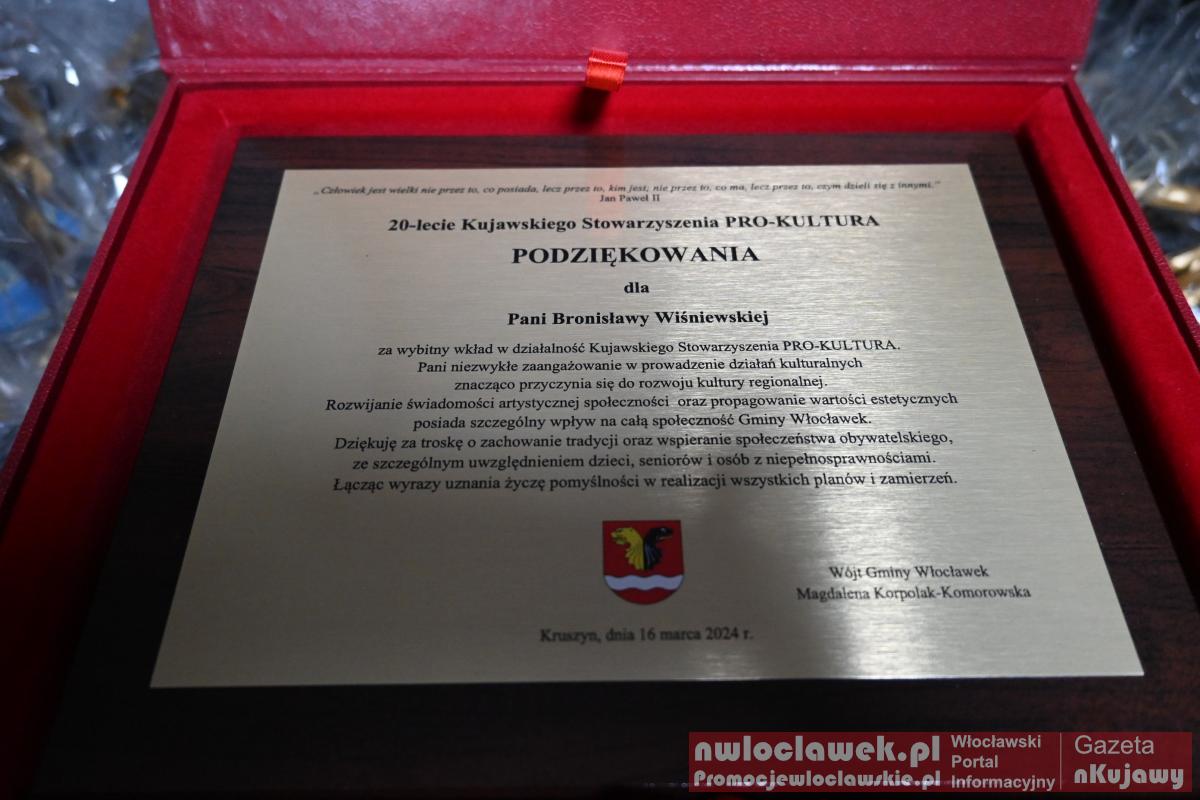 „Człowiek jest wielki nie przez to, co posiada, lecz przez to, kim jest; nie przez to, co ma, lecz przez to, czym dzieli się z innymi.”
Jan Paweł II
20-lecie Kujawskiego Stowarzyszenia PRO-KULTURA
PODZIĘKOWANIA
dla
Pani Bronisławy Wiśniewskiej
za wybitny wkład w działalność Kujawskiego Stowarzyszenia PRO-KULTURA.
Pani niezwykłe zaangażowanie w prowadzenie działań kulturalnych
znacząco przyczynia się do rozwoju kultury regionalnej.
Rozwijanie świadomości artystycznej społeczności oraz propagowanie wartości estetycznych
posiada szczególny wpływ na całą społeczność Gminy Włocławek.
Dziękuję za troskę o zachowanie tradycji oraz wspieranie społeczeństwa obywatelskiego,
ze szczególnym uwzględnieniem dzieci, seniorów i osób z niepełnosprawnościami.
Łącząc wyrazy uznania życzę pomyślności w realizacji wszystkich planów i zamierzeń.
Wójt Gminy Włocławek
Magdalena Korpolak-Komorowska
Kruszyn, dnia 16 marca 2024 r.
nwloclawek.pl
Promocjewloclawskie.pl
Włocławski
Portal
Informacyjny
Gazeta
nKujawy